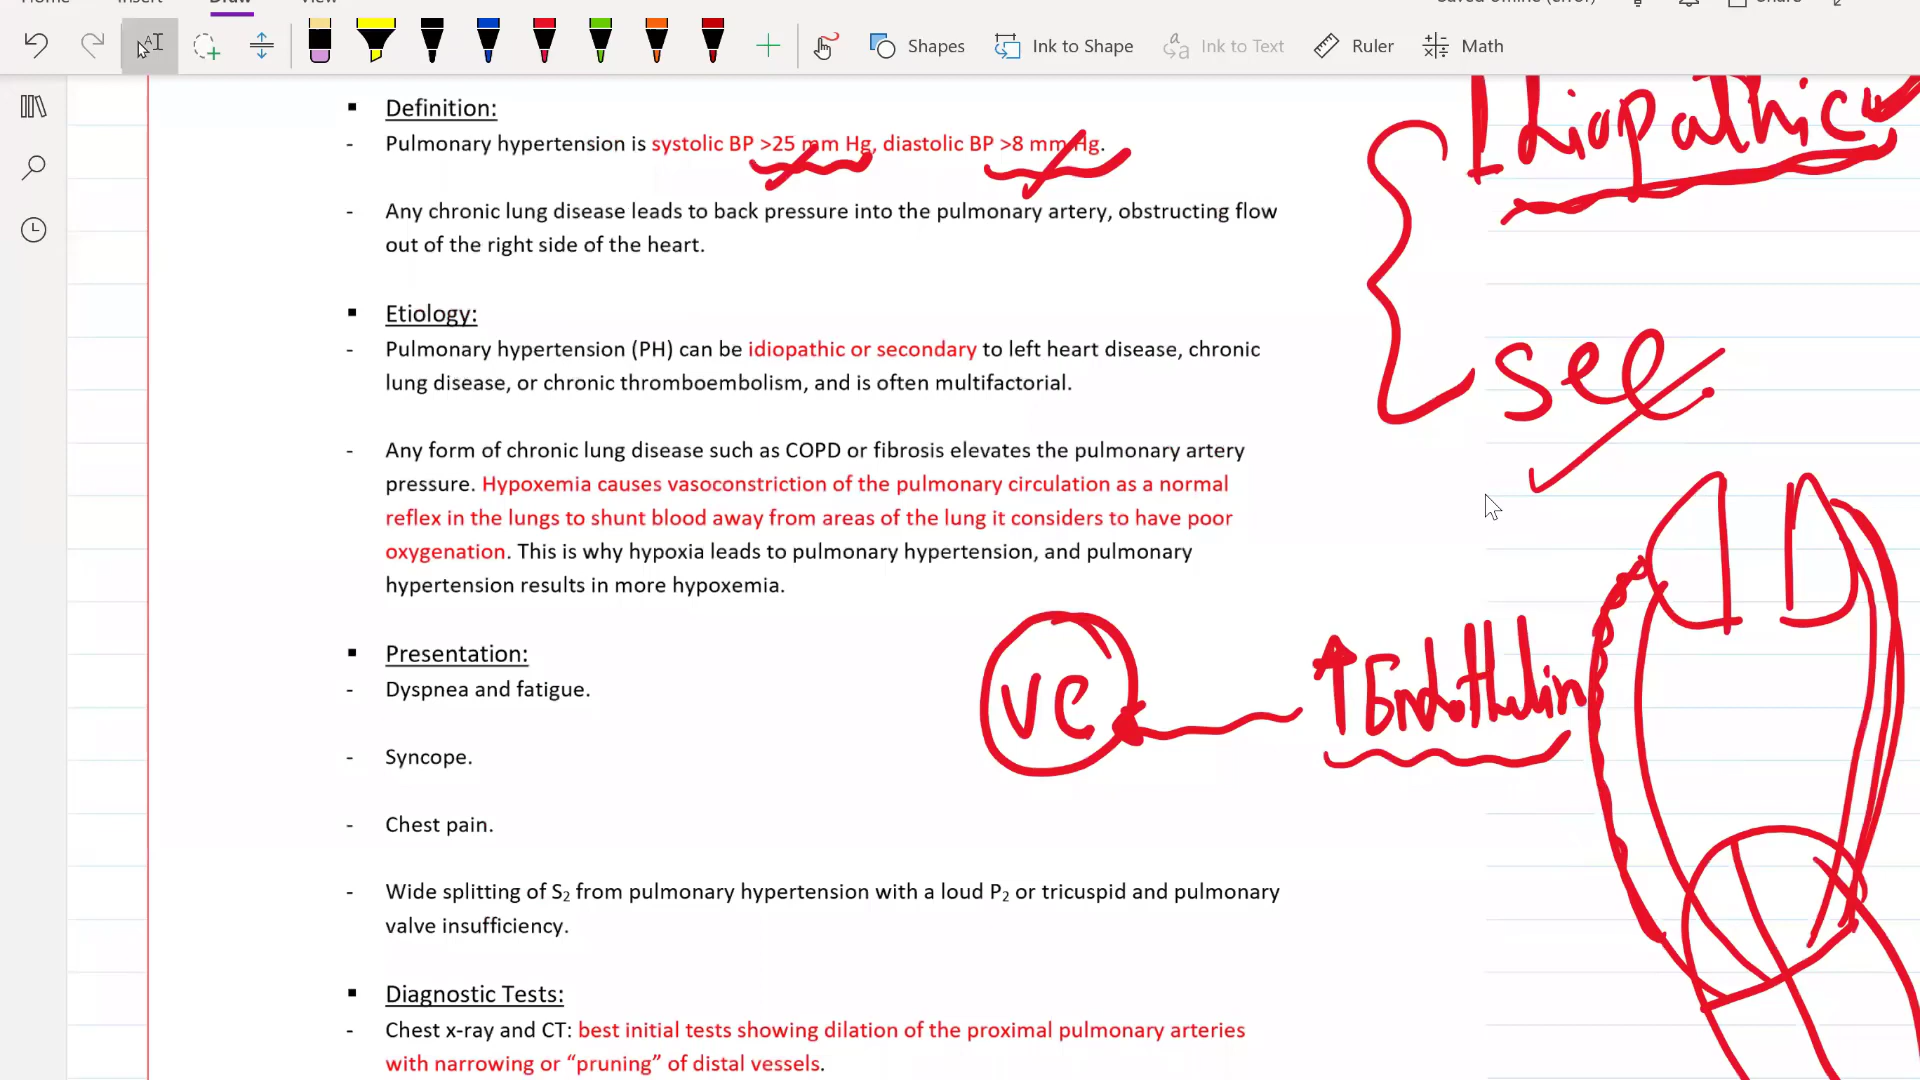 Shapes Ink to Shape Ink to Text Ruler Math
Definition:
- Pulmonary hypertension is systolic BP >25 mm Hg, diastolic BP >8 mm Hg.
- Any chronic lung disease leads to back pressure into the pulmonary artery, obstructing flow
out of the right side of the heart.
Idiopathic
Etiology:
- Pulmonary hypertension (PH) can be idiopathic or secondary to left heart disease, chronic
lung disease, or chronic thromboembolism, and is often multifactorial.
- Any form of chronic lung disease such as COPD or fibrosis elevates the pulmonary artery
pressure. Hypoxemia causes vasoconstriction of the pulmonary circulation as a normal
reflex in the lungs to shunt blood away from areas of the lung it considers to have poor
oxygenation. This is why hypoxia leads to pulmonary hypertension, and pulmonary
hypertension results in more hypoxemia.
Presentation:
- Dyspnea and fatigue.
VC
↑ Endothelin
- Syncope.
- Chest pain.
- Wide splitting of S₂ from pulmonary hypertension with a loud P₂ or tricuspid and pulmonary
valve insufficiency.
Diagnostic Tests:
- Chest x-ray and CT: best initial tests showing dilation of the proximal pulmonary arteries
with narrowing or “pruning” of distal vessels.